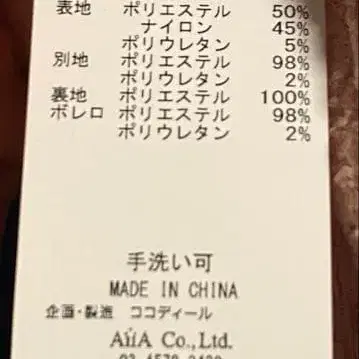 表地 ポリエステル 50%
ナイロン 45%
ポリウレタン 5%
別地 ポリエステル 98%
ポリウレタン 2%
裏地 ポリエステル 100%
ボレロ ポリエステル 98%
ポリウレタン 2%
手洗い可
MADE IN CHINA
企画・製造 ココディール
AiiA Co.,Ltd.